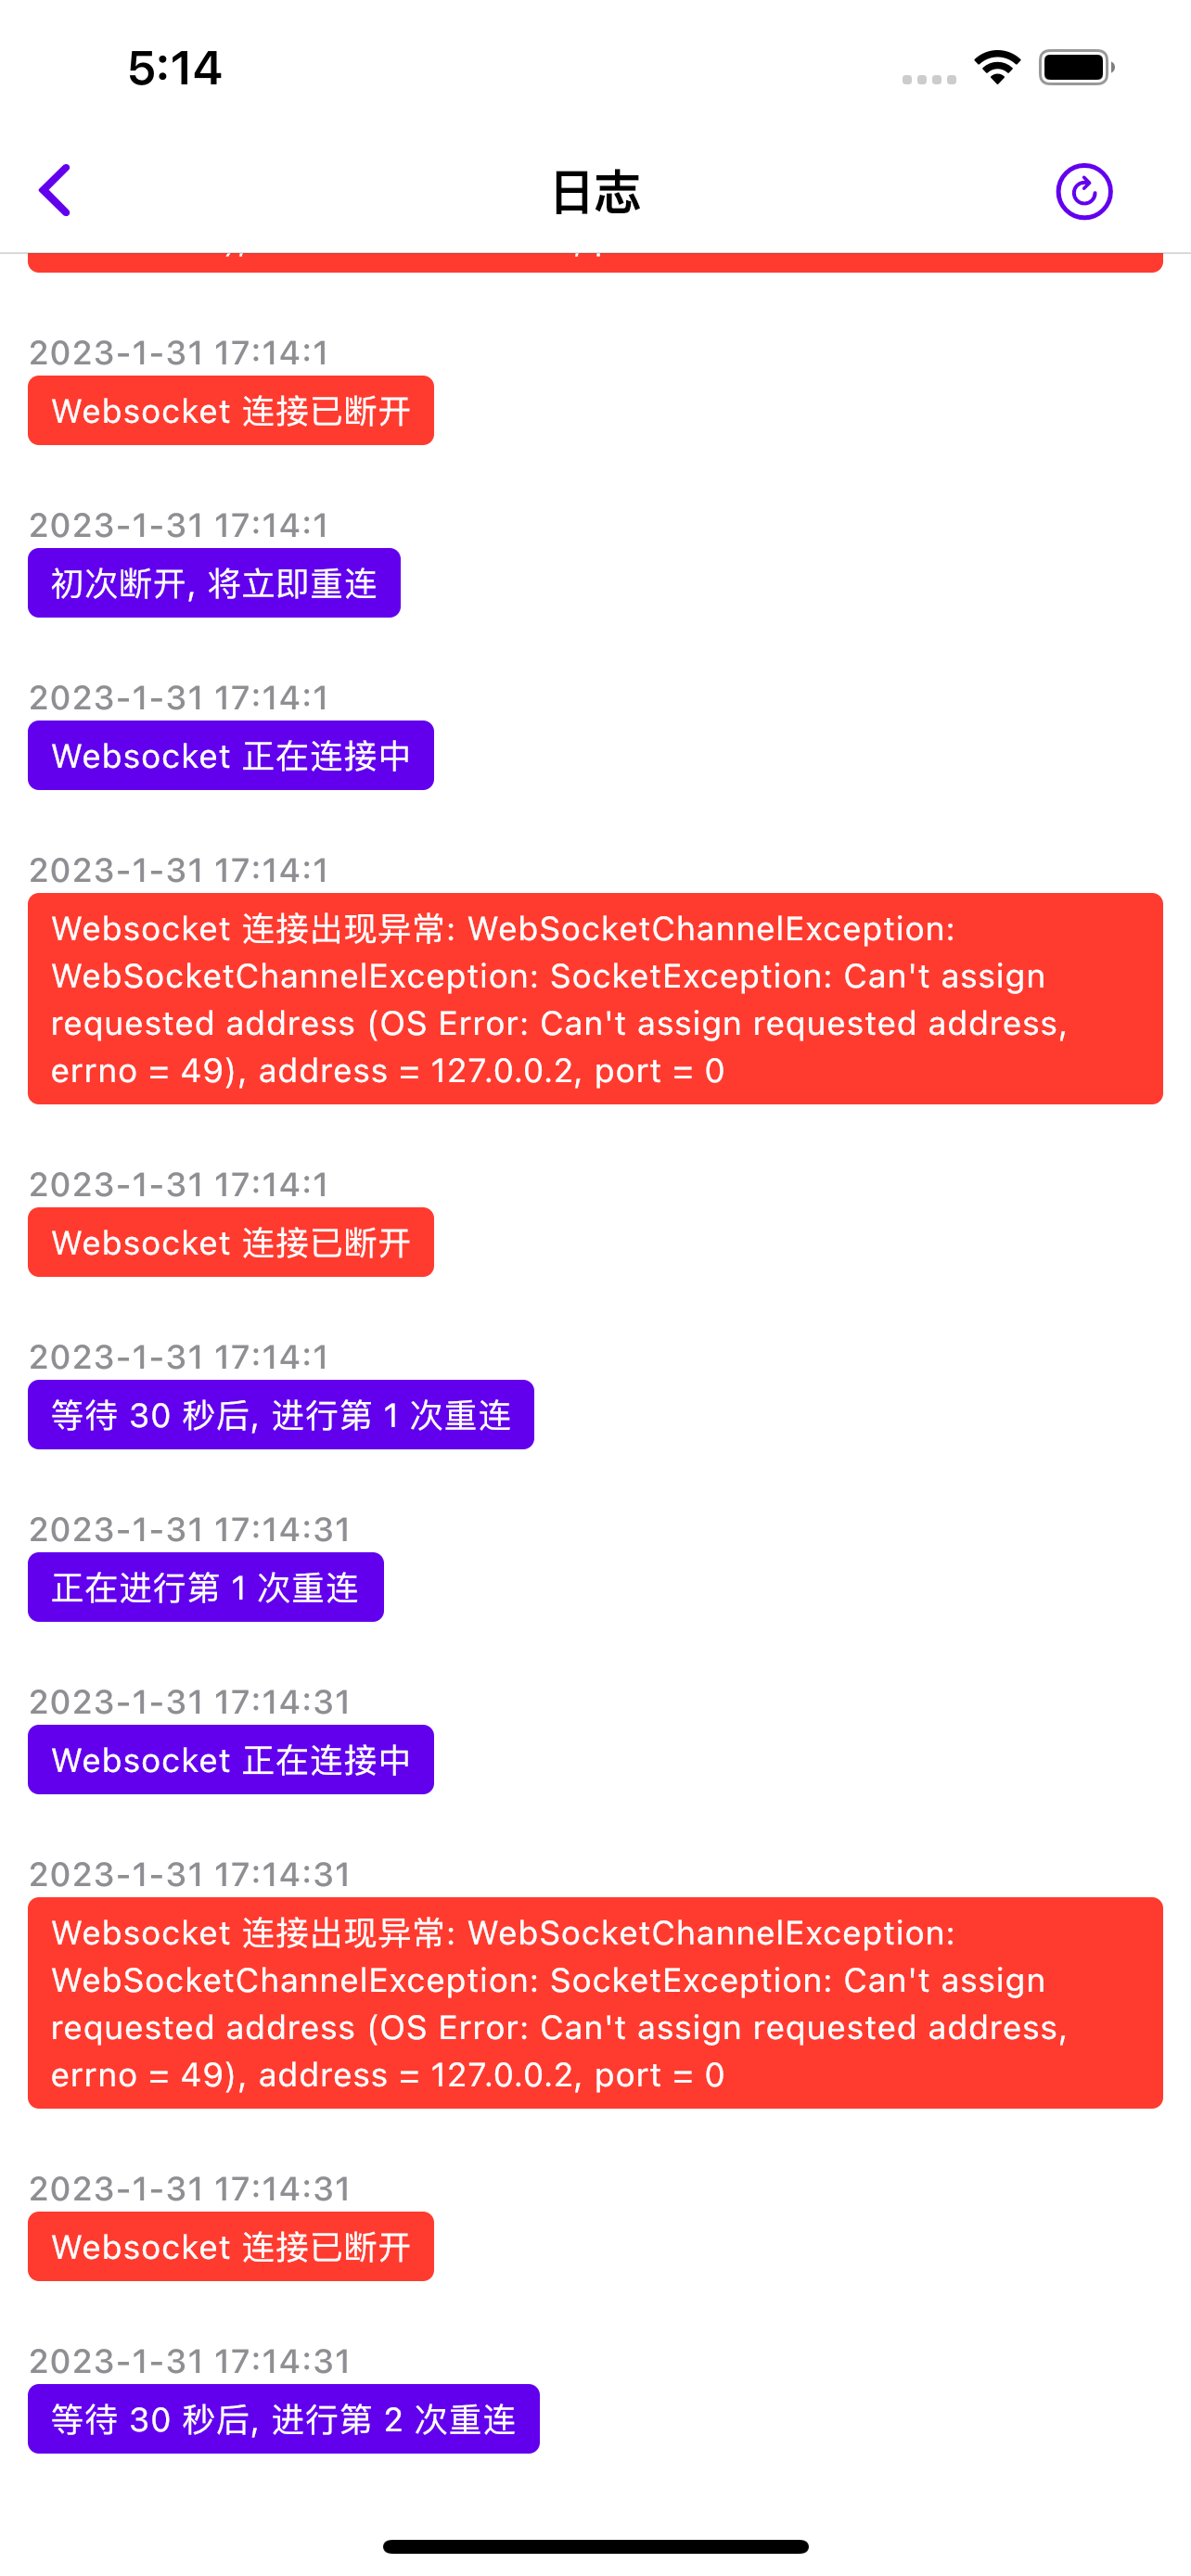 5:14
日志
2023-1-31 17:14:1
Websocket 连接已断开
2023-1-31 17:14:1
初次断开, 将立即重连
2023-1-31 17:14:1
Websocket 正在连接中
2023-1-31 17:14:1
Websocket 连接出现异常: WebSocketChannelException:
WebSocketChannelException: SocketException: Can't assign
requested address (OS Error: Can't assign requested address,
errno = 49), address = 127.0.0.2, port = 0
2023-1-31 17:14:1
Websocket 连接已断开
2023-1-31 17:14:1
等待 30 秒后, 进行第 1 次重连
2023-1-31 17:14:31
正在进行第 1 次重连
2023-1-31 17:14:31
Websocket 正在连接中
2023-1-31 17:14:31
Websocket 连接出现异常: WebSocketChannelException:
WebSocketChannelException: SocketException: Can't assign
requested address (OS Error: Can't assign requested address,
errno = 49), address = 127.0.0.2, port = 0
2023-1-31 17:14:31
Websocket 连接已断开
2023-1-31 17:14:31
等待 30 秒后, 进行第 2 次重连